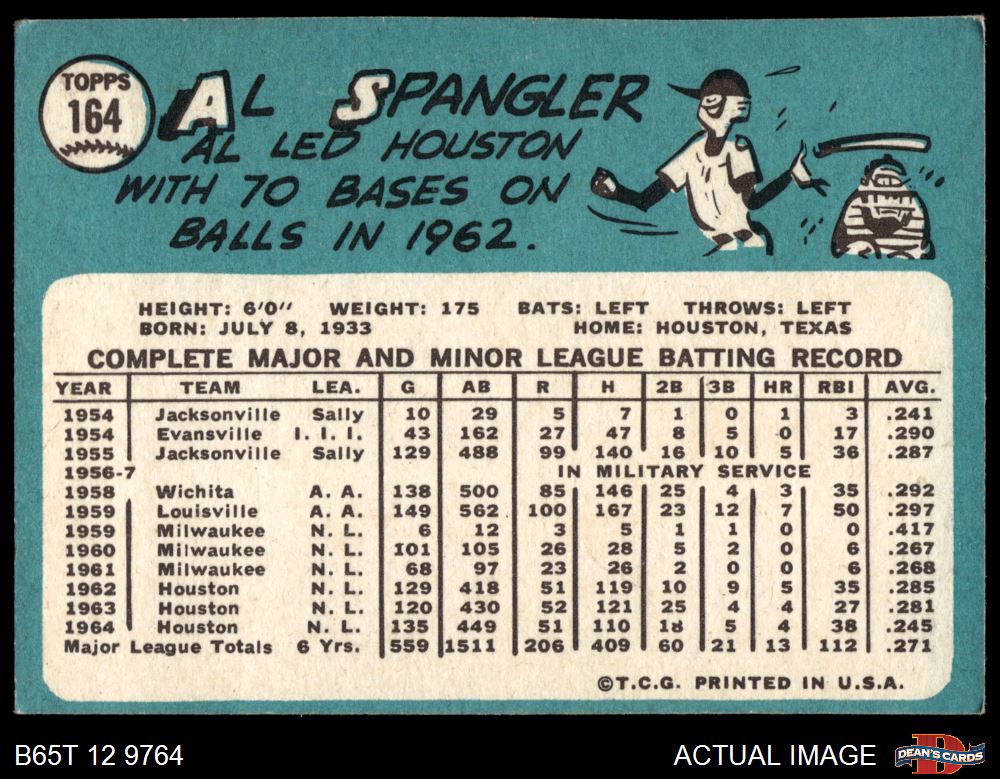 TOPPS
164
AL SPANGLER
AL LED HOUSTON
WITH 70 BASES ON
BALLS IN 1962.
HEIGHT: 6'0" WEIGHT: 175 BATS: LEFT THROWS: LEFT
BORN: JULY 8, 1933 HOME: HOUSTON, TEXAS
COMPLETE MAJOR AND MINOR LEAGUE BATTING RECORD
YEAR TEAM LEA. G AB R H 2B 3B HR RBI AVG.
1954 Jacksonville Sally 10 29 5 7 1 0 1 3 .241
1954 Evansville I. I. I. 43 162 27 47 8 5 0 17 .290
1955 Jacksonville Sally 129 488 99 140 16 10 5 36 .287
1956-7 IN MILITARY SERVICE
1958 Wichita A. A. 138 500 85 146 25 4 3 35 .292
1959 Louisville A. A. 149 562 100 167 23 12 7 50 .297
1959 Milwaukee N. L. 6 12 3 5 1 1 0 0 .417
1960 Milwaukee N. L. 101 105 26 28 5 2 0 6 .267
1961 Milwaukee N. L. 68 97 23 26 2 0 0 6 .268
1962 Houston N. L. 129 418 51 119 10 9 5 35 .285
1963 Houston N. L. 120 430 52 121 25 4 4 27 .281
1964 Houston N. L. 135 449 51 110 18 5 4 38 .245
Major League Totals 6 Yrs. 559 1511 206 409 60 21 13 112 .271
©T.C.G. PRINTED IN U.S.A.
B65T 12 9764 ACTUAL IMAGE
D
DEAN'S CARDS